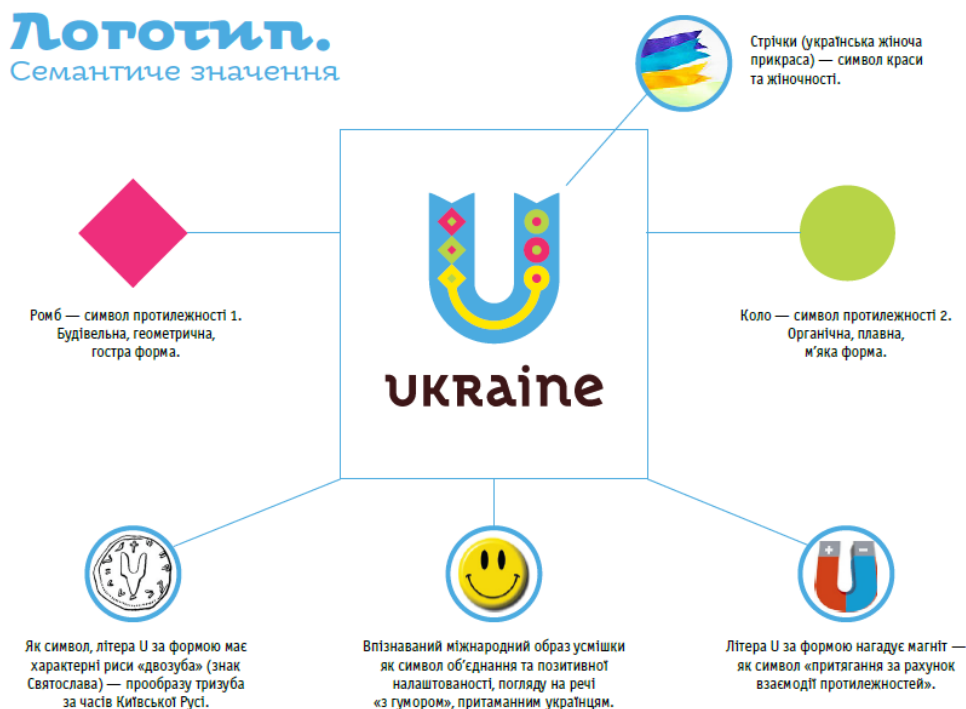 Логотип.
Семантиче значення
Стрічки (українська жіноча
прикраса) — символ краси
та жіночності.
Ромб — символ протилежності 1.
Будівельна, геометрична,
гостра форма.
UKRaine
Коло — символ протилежності 2.
Органічна, плавна,
м’яка форма.
+ –
Як символ, літера U за формою має
характерні риси «двозуба» (знак
Святослава) — прообразу тризуба
за часів Київської Русі.
Впізнаваний міжнародний образ усмішки
як символ об’єднання та позитивної
налаштованості, погляду на речі
«з гумором», притаманним українцям.
Літера U за формою нагадує магніт —
як символ «притягання за рахунок
взаємодії протилежностей».